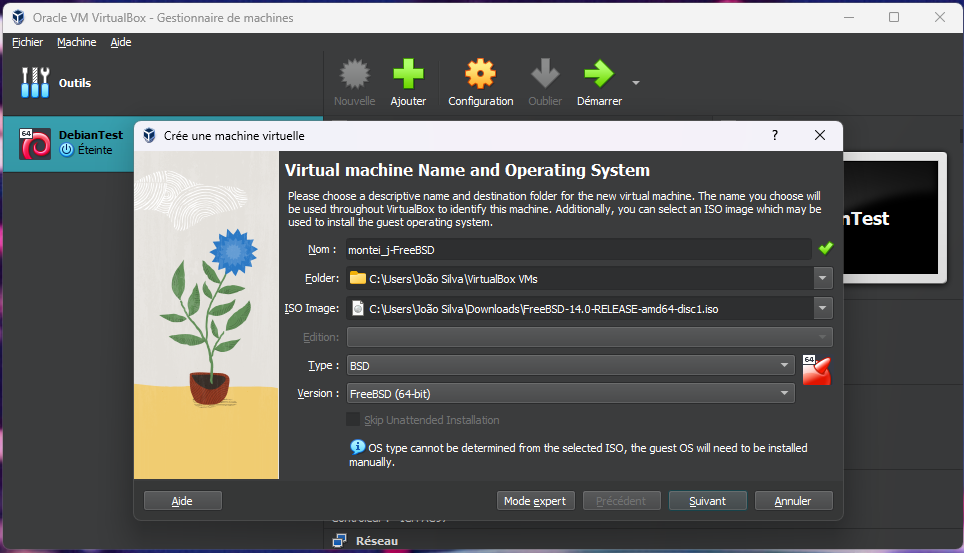 Oracle VM VirtualBox - Gestionnaire de machines
Fichier Machine Aide
Outils
Nouvelle Ajouter Configuration Oublier Démarrer
64 DebianTest
Éteinte
Crée une machine virtuelle ?
Virtual machine Name and Operating System
Please choose a descriptive name and destination folder for the new virtual machine. The name you choose will
be used throughout VirtualBox to identify this machine. Additionally, you can select an ISO image which may be
used to install the guest operating system.
Nom : montei_j-FreeBSD
Folder: C:\Users\João Silva\VirtualBox VMs
ISO Image: C:\Users\João Silva\Downloads\FreeBSD-14.0-RELEASE-amd64-disc1.iso
Edition:
Type : BSD
64
Version : FreeBSD (64-bit)
Skip Unattended Installation
OS type cannot be determined from the selected ISO, the guest OS will need to be installed
manually.
Aide Mode expert Précédent Suivant Annuler
Réseau